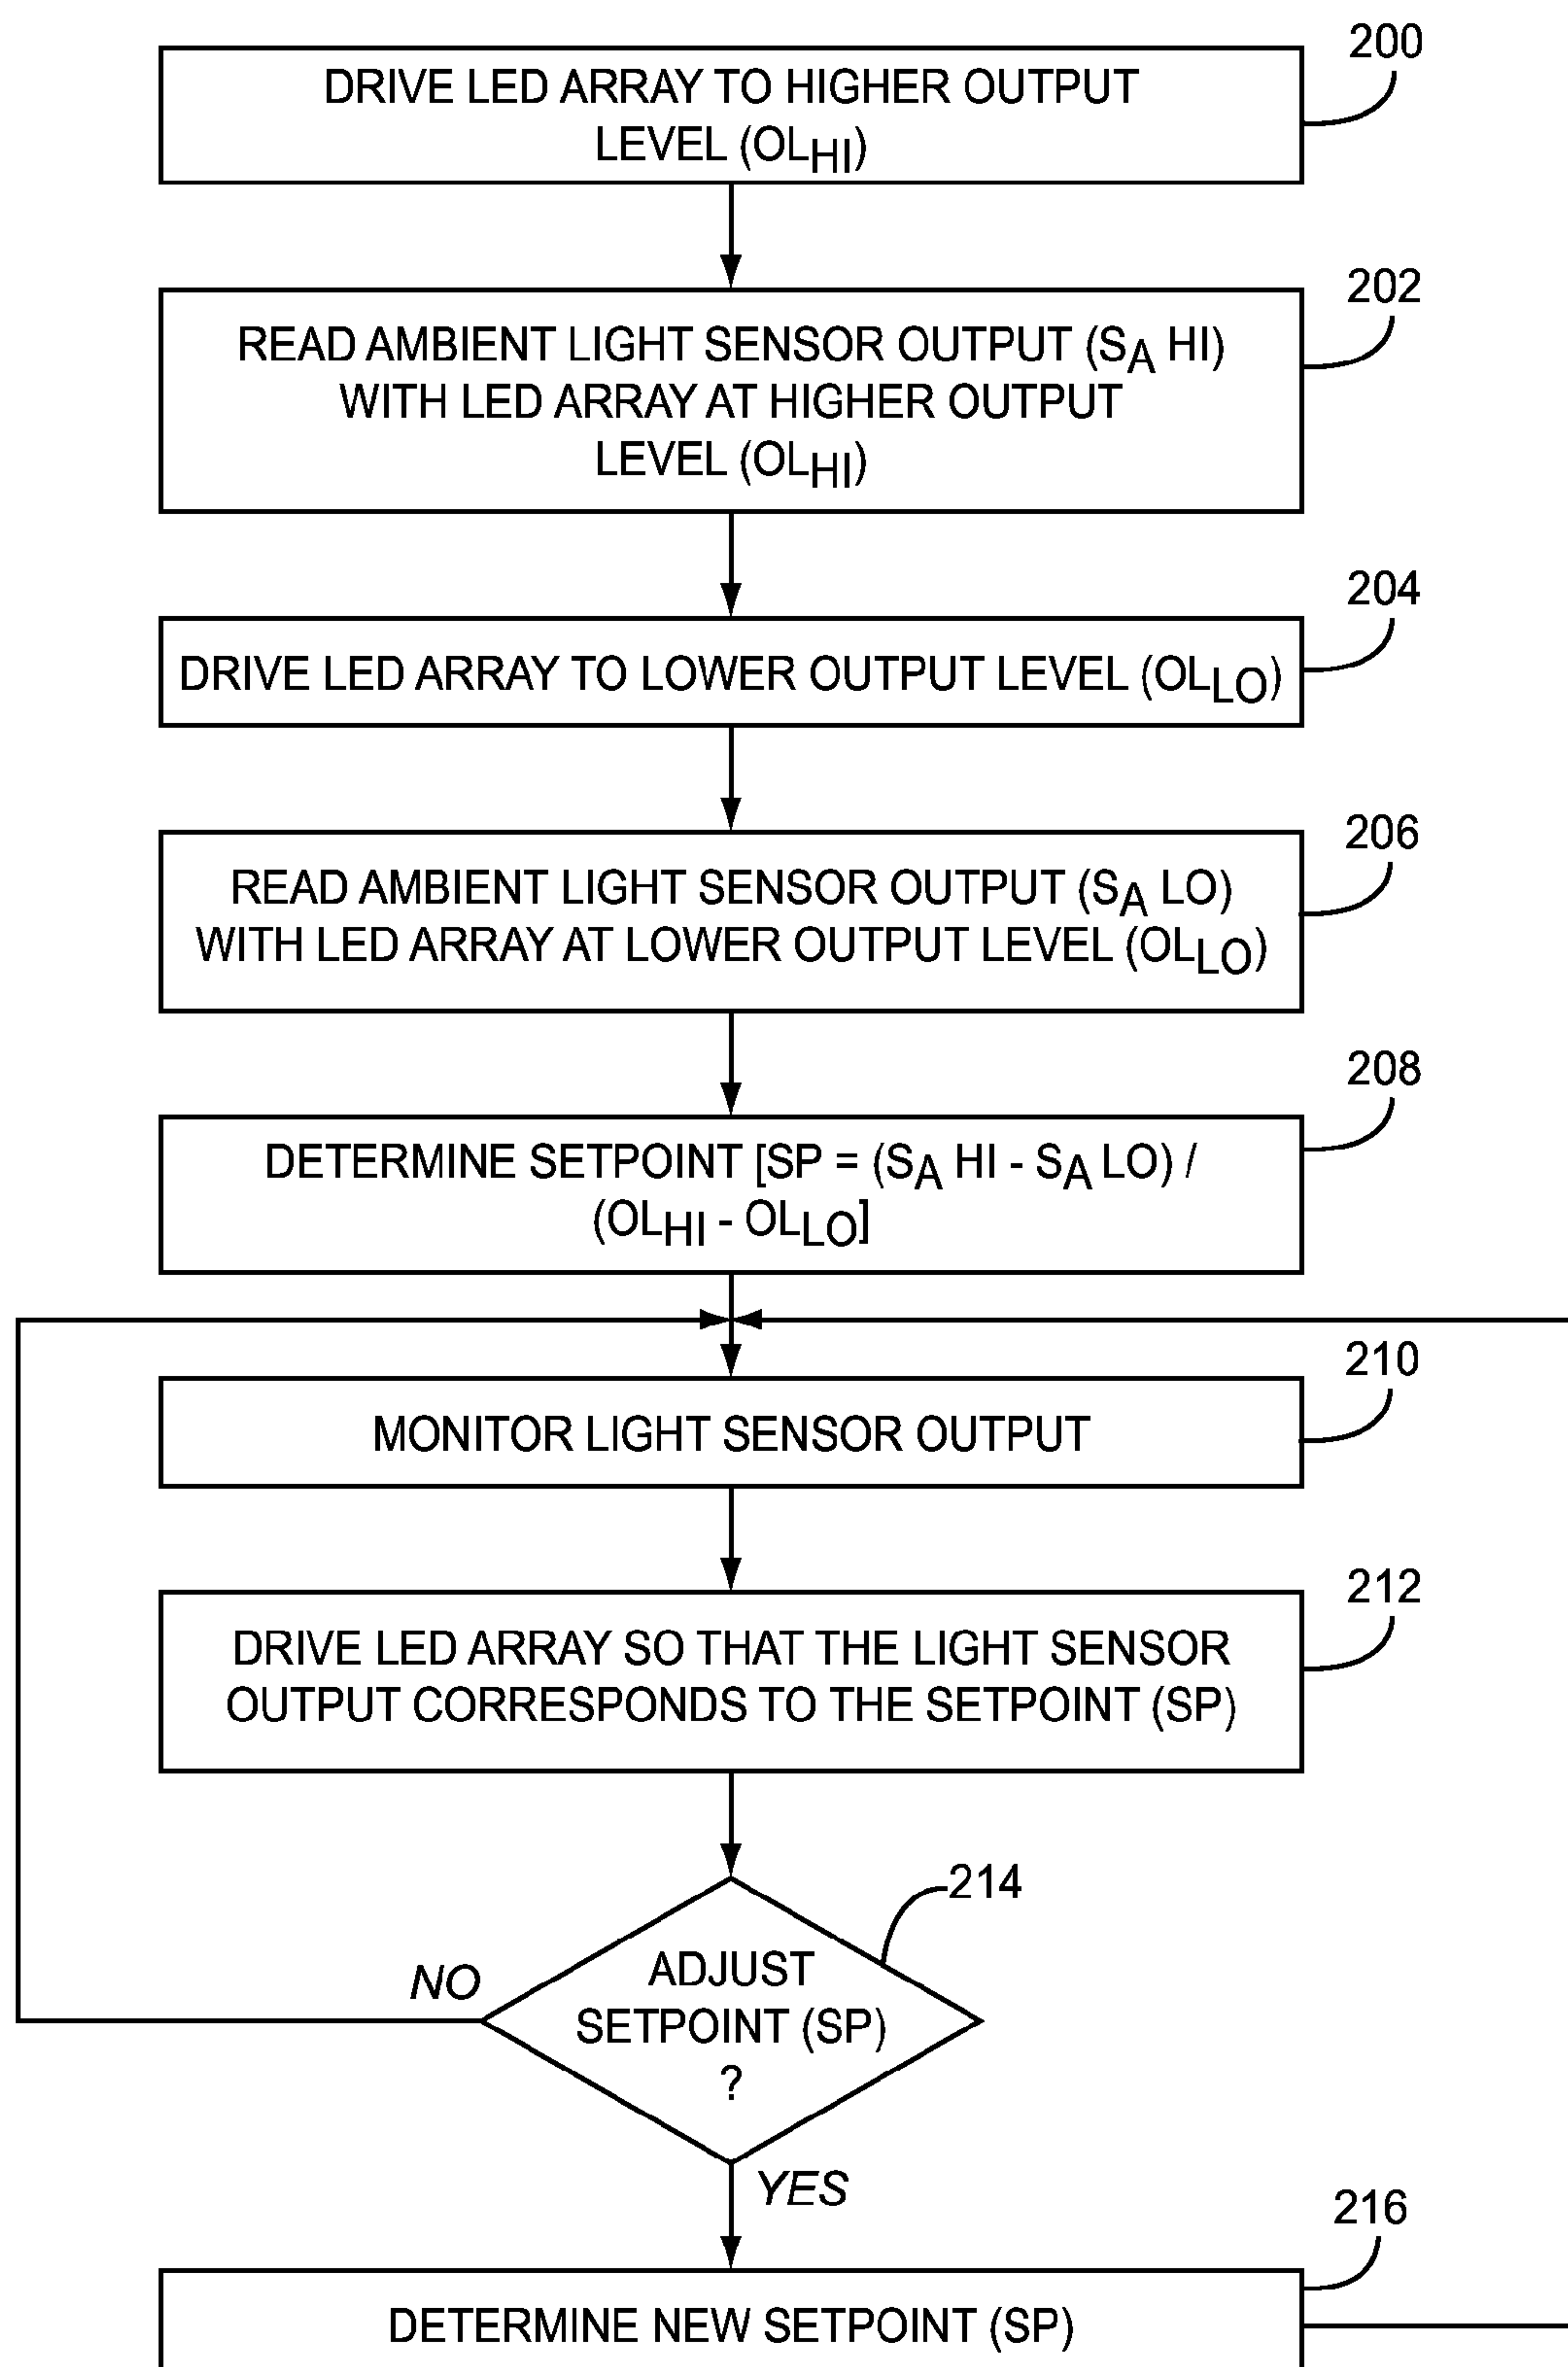 200
DRIVE LED ARRAY TO HIGHER OUTPUT
LEVEL (OLHI)
202
READ AMBIENT LIGHT SENSOR OUTPUT (SA HI)
WITH LED ARRAY AT HIGHER OUTPUT
LEVEL (OLHI)
204
DRIVE LED ARRAY TO LOWER OUTPUT LEVEL (OLLO)
206
READ AMBIENT LIGHT SENSOR OUTPUT (SA LO)
WITH LED ARRAY AT LOWER OUTPUT LEVEL (OLLO)
208
DETERMINE SETPOINT [SP = (SA HI - SA LO) /
(OLHI - OLLO]
210
MONITOR LIGHT SENSOR OUTPUT
212
DRIVE LED ARRAY SO THAT THE LIGHT SENSOR
OUTPUT CORRESPONDS TO THE SETPOINT (SP)
214
ADJUST
SETPOINT (SP)
?
NO
YES
216
DETERMINE NEW SETPOINT (SP)